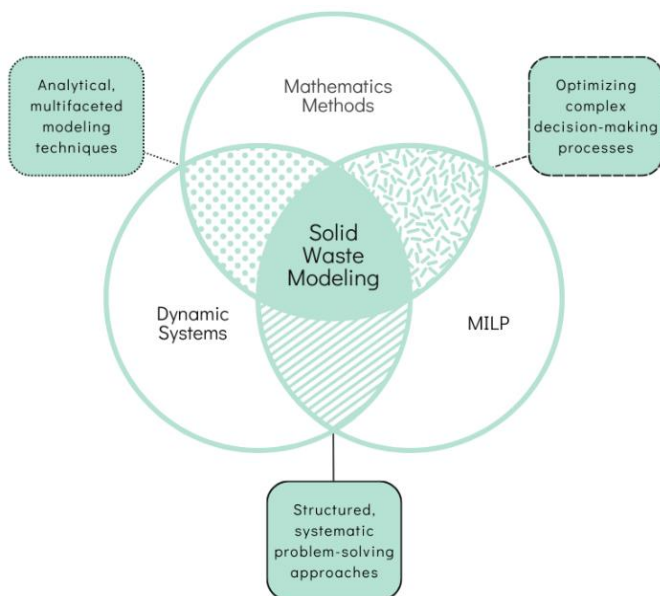 Mathematics
Methods
Analytical,
multifaceted
modeling
techniques
Optimizing
complex
decision-making
processes
Solid
Waste
Modeling
Dynamic
Systems
MILP
Structured,
systematic
problem-solving
approaches